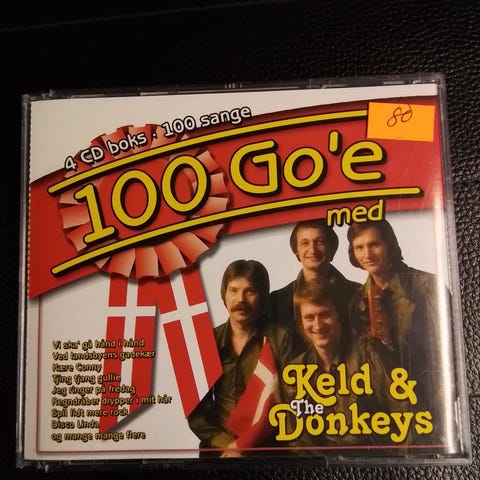 80
4 CD boks : 100 sange
100 Go'e
med
Vi ska' gå hånd i hånd
Ved landsbyens gadekær
Kære Conny
Tjing tjang gullie
Jeg ringer på fredag
Regndråber drypper i mit hår
Spil lidt mere rock
Disco Linda
og mange mange flere
Keld &
The
Donkeys